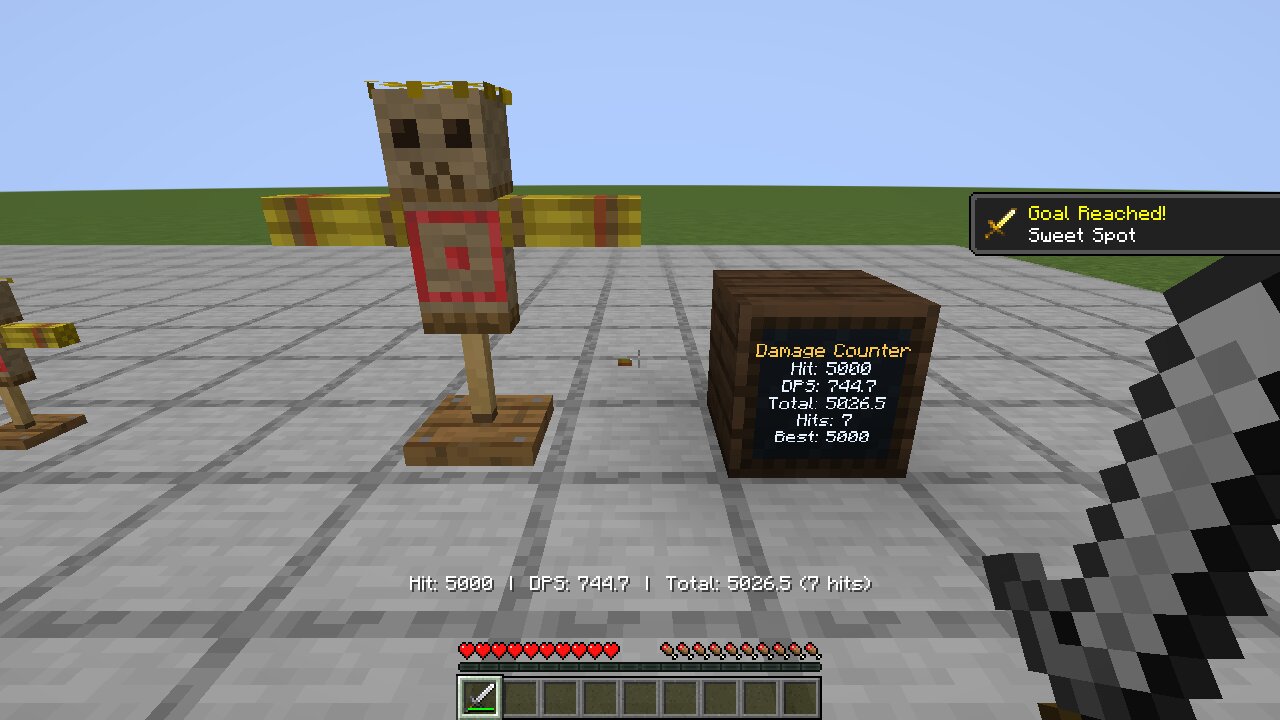 Goal Reached!
Sweet Spot
Damage Counter
Hit: 5000
DPS: 744.7
Total: 5026.5
Hits: 7
Best: 5000
Hit: 5000 | DPS: 744.7 | Total: 5026.5 (7 hits)